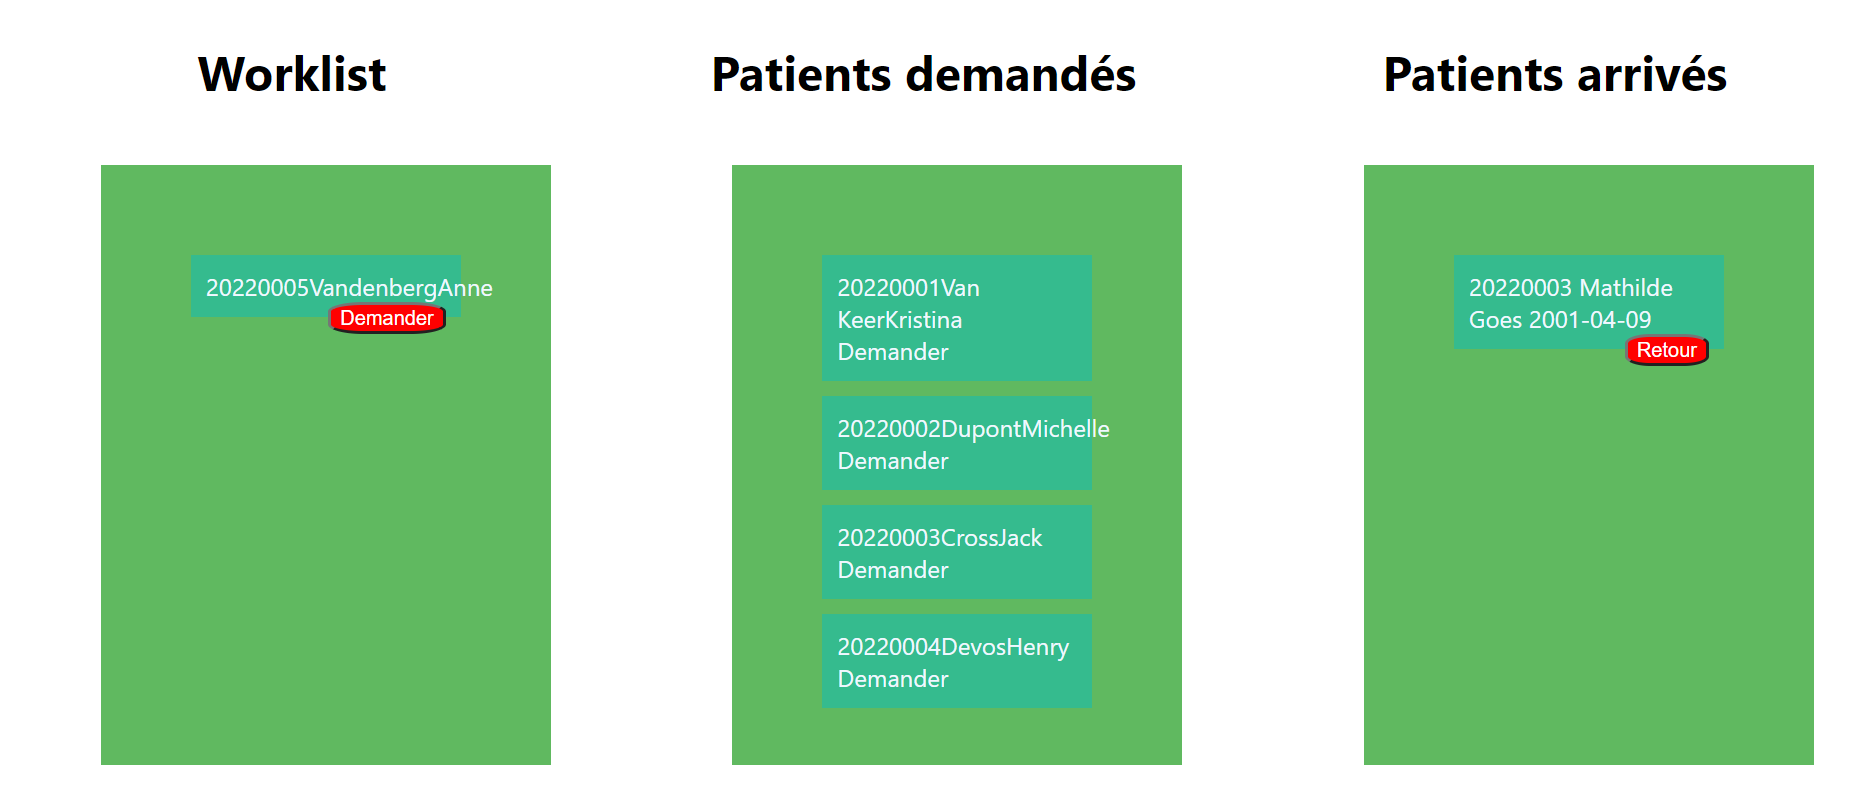 Worklist
20220005VandenbergAnne
Demander
Patients demandés
20220001Van
KeerKristina
Demander
20220002DupontMichelle
Demander
20220003CrossJack
Demander
20220004DevosHenry
Demander
Patients arrivés
20220003 Mathilde
Goes 2001-04-09
Retour